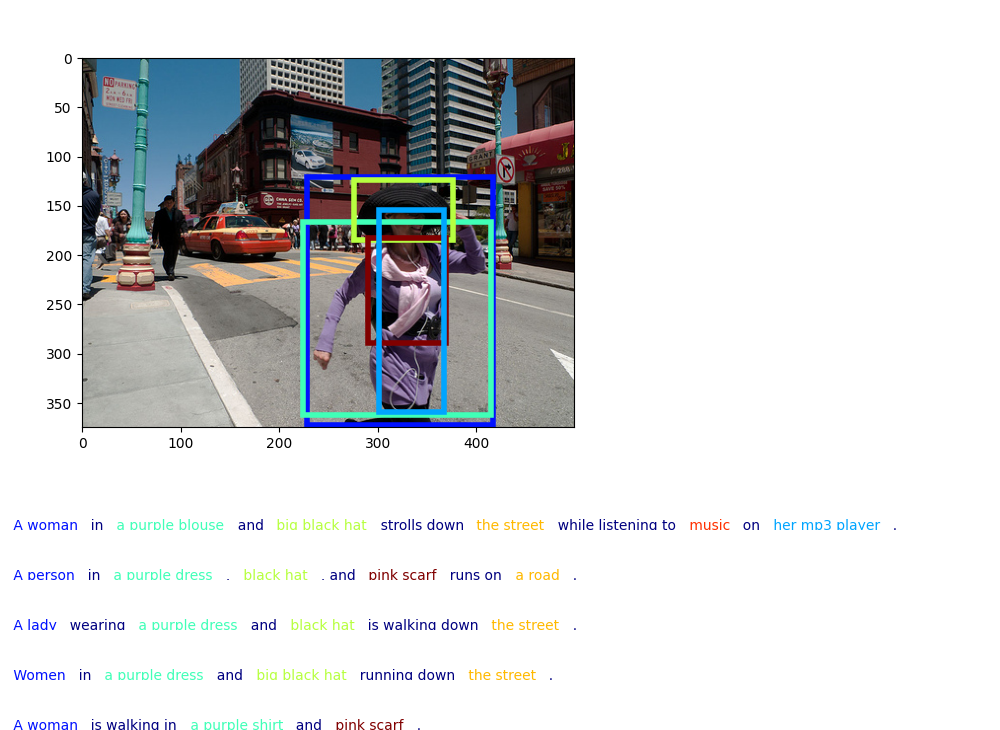 0
50
100
150
200
250
300
350
0 100 200 300 400
NO PARKING
GRANT
A woman in a purple blouse and big black hat strolls down the street while listening to music on her mp3 player .
A person in a purple dress , black hat , and pink scarf runs on a road .
A lady wearing a purple dress and black hat is walking down the street .
Women in a purple dress and big black hat running down the street .
A woman is walking in a purple shirt and pink scarf .